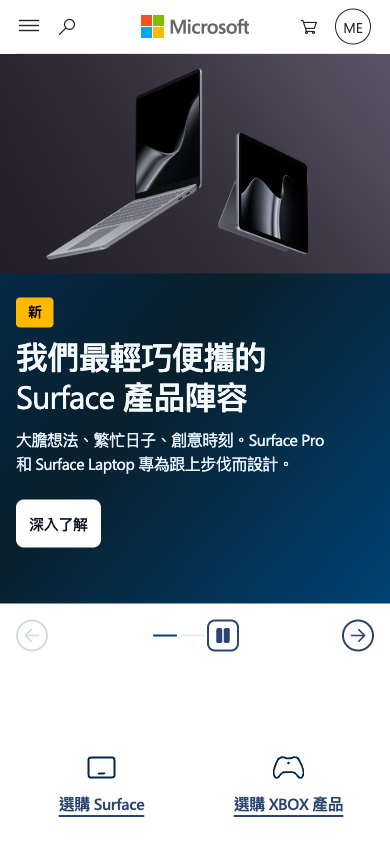 Microsoft
ME
新
我們最輕巧便攜的
Surface 產品陣容
大膽想法、繁忙日子、創意時刻。Surface Pro
和 Surface Laptop 專為跟上步伐而設計。
深入了解
選購 Surface
選購 XBOX 產品